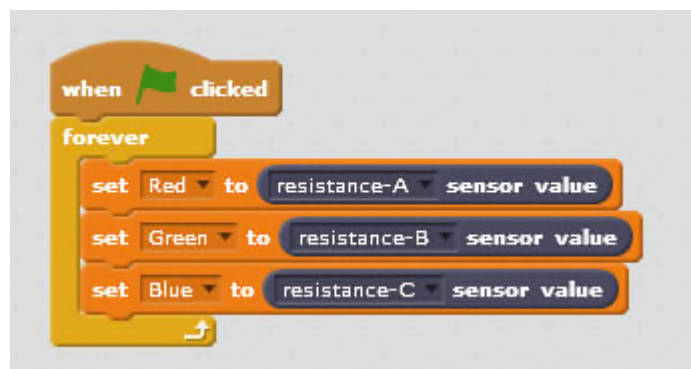 when clicked
forever
set Red to resistance-A sensor value
set Green to resistance-B sensor value
set Blue to resistance-C sensor value